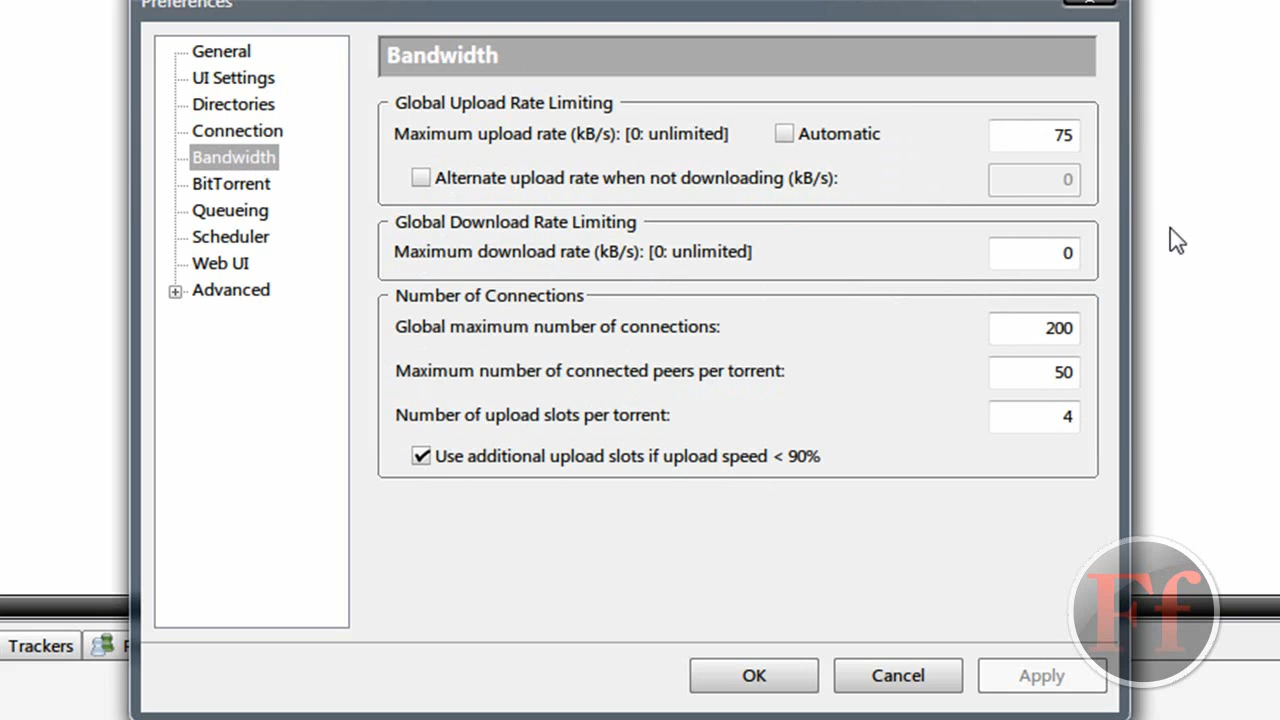 Preferences
General
UI Settings
Directories
Connection
Bandwidth
BitTorrent
Queueing
Scheduler
Web UI
Advanced
Bandwidth
Global Upload Rate Limiting
Maximum upload rate (kB/s): [0: unlimited] Automatic 75
Alternate upload rate when not downloading (kB/s): 0
Global Download Rate Limiting
Maximum download rate (kB/s): [0: unlimited] 0
Number of Connections
Global maximum number of connections: 200
Maximum number of connected peers per torrent: 50
Number of upload slots per torrent: 4
Use additional upload slots if upload speed < 90%
Trackers
OK Cancel Apply
Ff